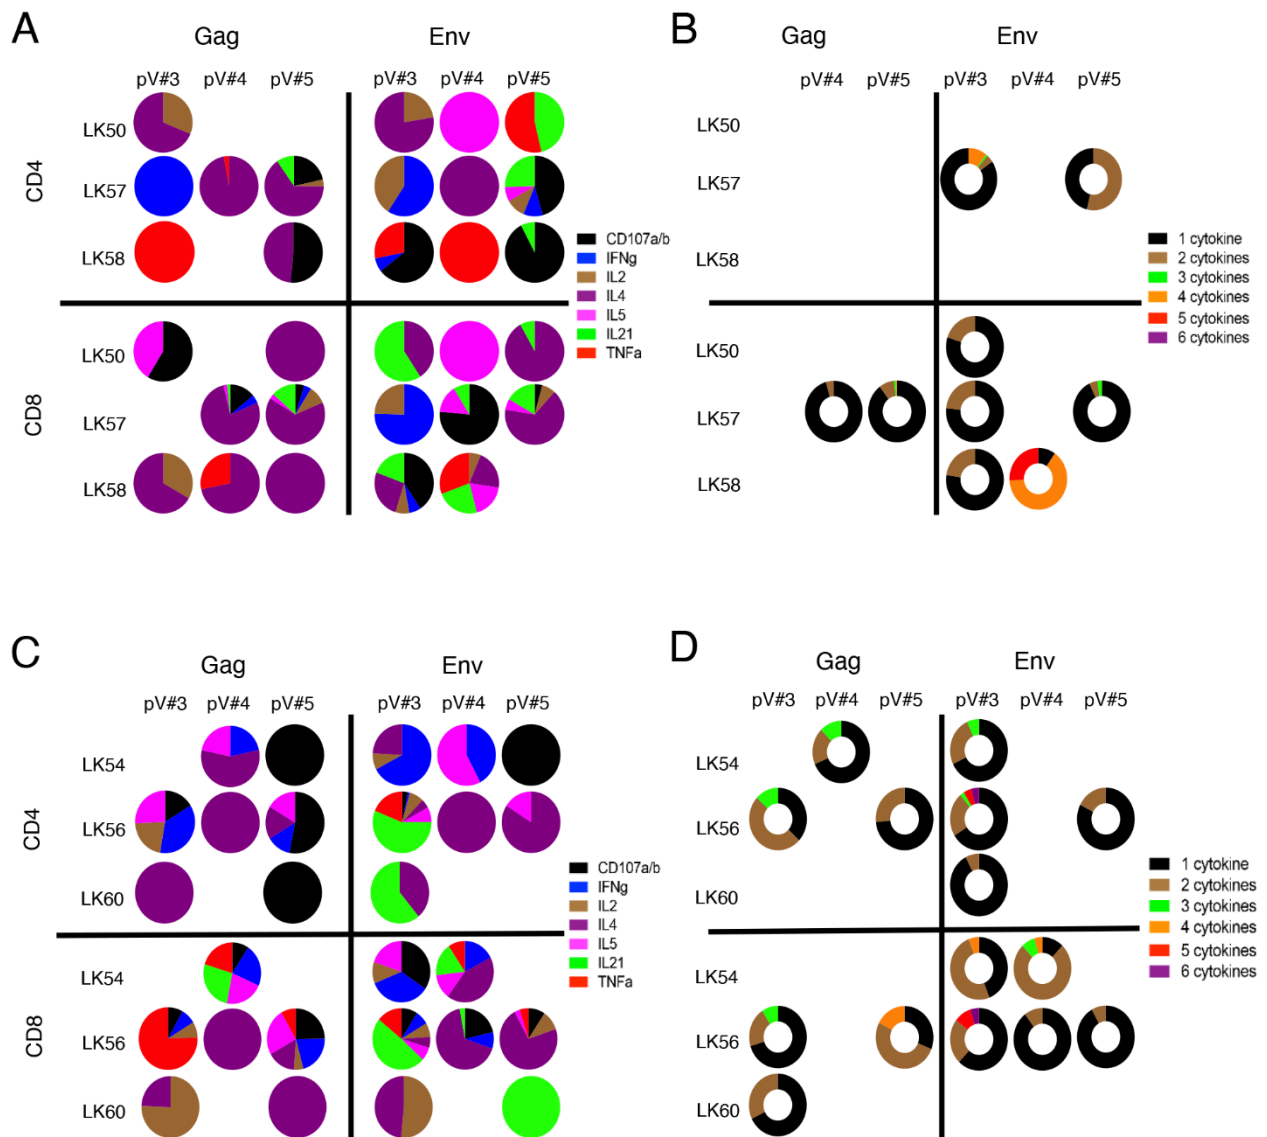 A
Gag
Env
pV#3
pV#4
pV#5
pV#3
pV#4
pV#5
CD4
LK50
LK57
LK58
CD8
LK50
LK57
LK58
CD107a/b
IFNg
IL2
IL4
IL5
IL21
TNFa
B
Gag
Env
pV#4
pV#5
pV#3
pV#4
pV#5
LK50
LK57
LK58
LK50
LK57
LK58
1 cytokine
2 cytokines
3 cytokines
4 cytokines
5 cytokines
6 cytokines
C
Gag
Env
pV#3
pV#4
pV#5
pV#3
pV#4
pV#5
CD4
LK54
LK56
LK60
CD8
LK54
LK56
LK60
CD107a/b
IFNg
IL2
IL4
IL5
IL21
TNFa
D
Gag
Env
pV#3
pV#4
pV#5
pV#3
pV#4
pV#5
LK54
LK56
LK60
LK54
LK56
LK60
1 cytokine
2 cytokines
3 cytokines
4 cytokines
5 cytokines
6 cytokines